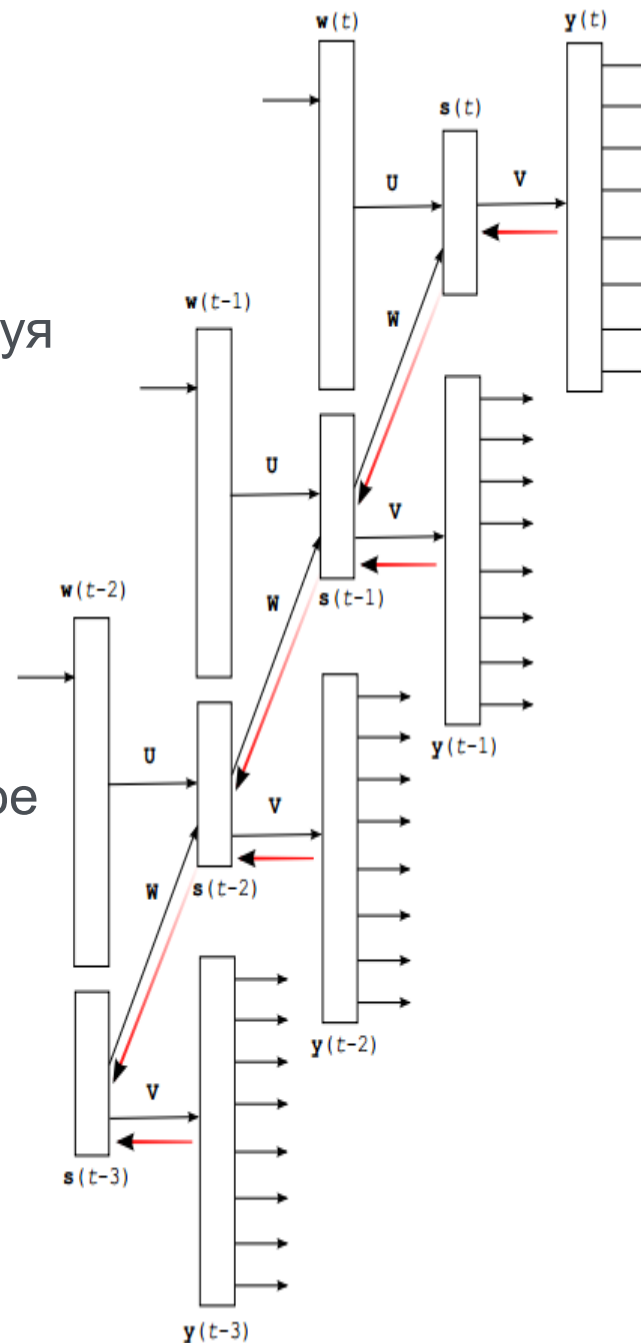 w(t)
y(t)
s(t)
U
V
w(t-1)
уя
W
U
V
w(t-2)
W
s(t-1)
y(t-1)
U
ре
V
W
s(t-2)
y(t-2)
V
s(t-3)
y(t-3)